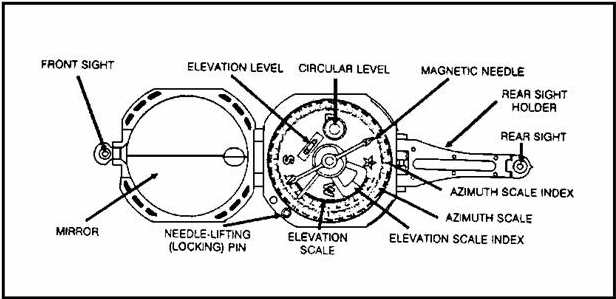 FRONT SIGHT
ELEVATION LEVEL
CIRCULAR LEVEL
MAGNETIC NEEDLE
REAR SIGHT
HOLDER
REAR SIGHT
S
W
AZIMUTH SCALE INDEX
AZIMUTH SCALE
ELEVATION SCALE INDEX
ELEVATION
SCALE
NEEDLE-LIFTING
(LOCKING) PIN
MIRROR